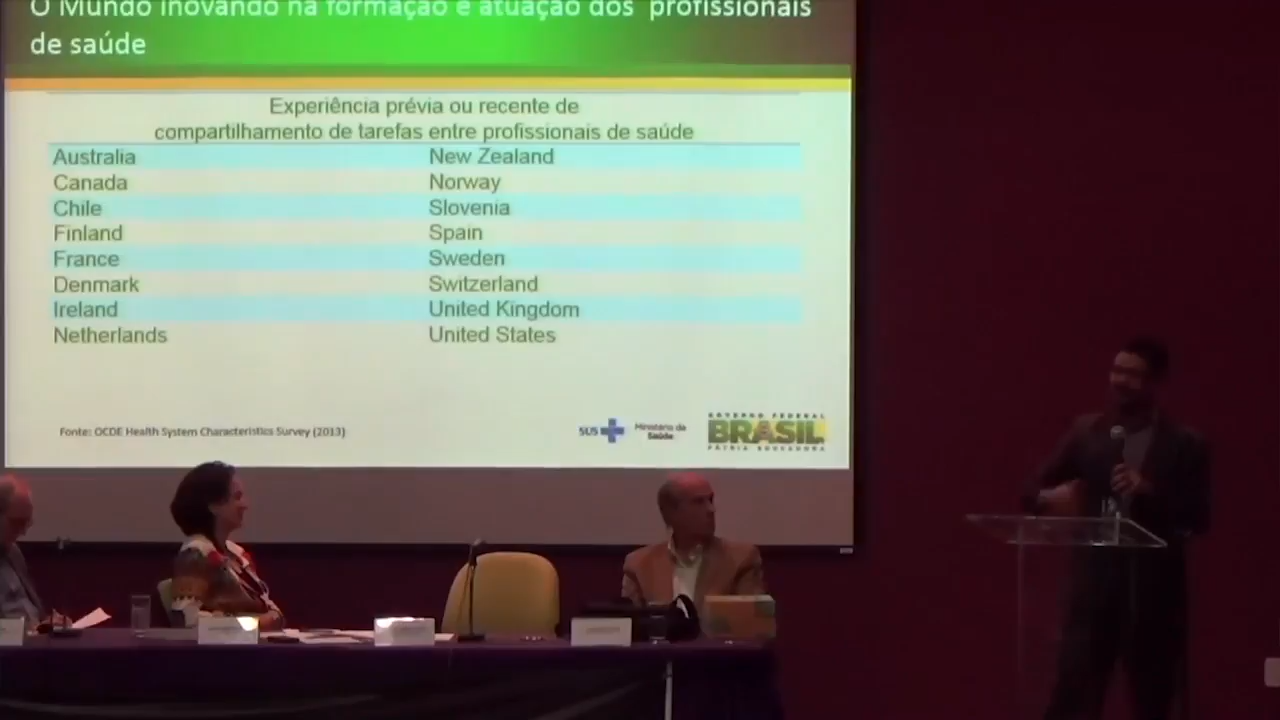 O Mundo inovando na formação e atuação dos profissionais
de saúde
Experiência prévia ou recente de
compartilhamento de tarefas entre profissionais de saúde
Australia New Zealand
Canada Norway
Chile Slovenia
Finland Spain
France Sweden
Denmark Switzerland
Ireland United Kingdom
Netherlands United States
Fonte: OCDE Health System Characteristics Survey (2013)
SUS
Ministério da
Saúde
GOVERNO FEDERAL
BRASIL
PÁTRIA EDUCADORA